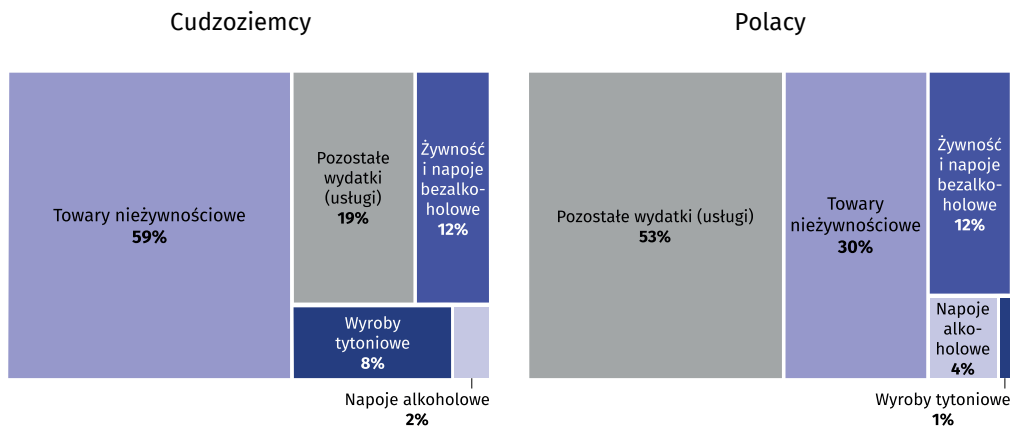 Cudzoziemcy
Towary nieżywnościowe
59%
Pozostałe
wydatki
(usługi)
19%
Żywność
i napoje
bezalko-
holowe
12%
Wyroby
tytoniowe
8%
Napoje alkoholowe
2%
Polacy
Pozostałe wydatki (usługi)
53%
Towary
nieżywnościowe
30%
Żywność
i napoje
bezalko-
holowe
12%
Napoje
alko-
holowe
4%
Wyroby tytoniowe
1%